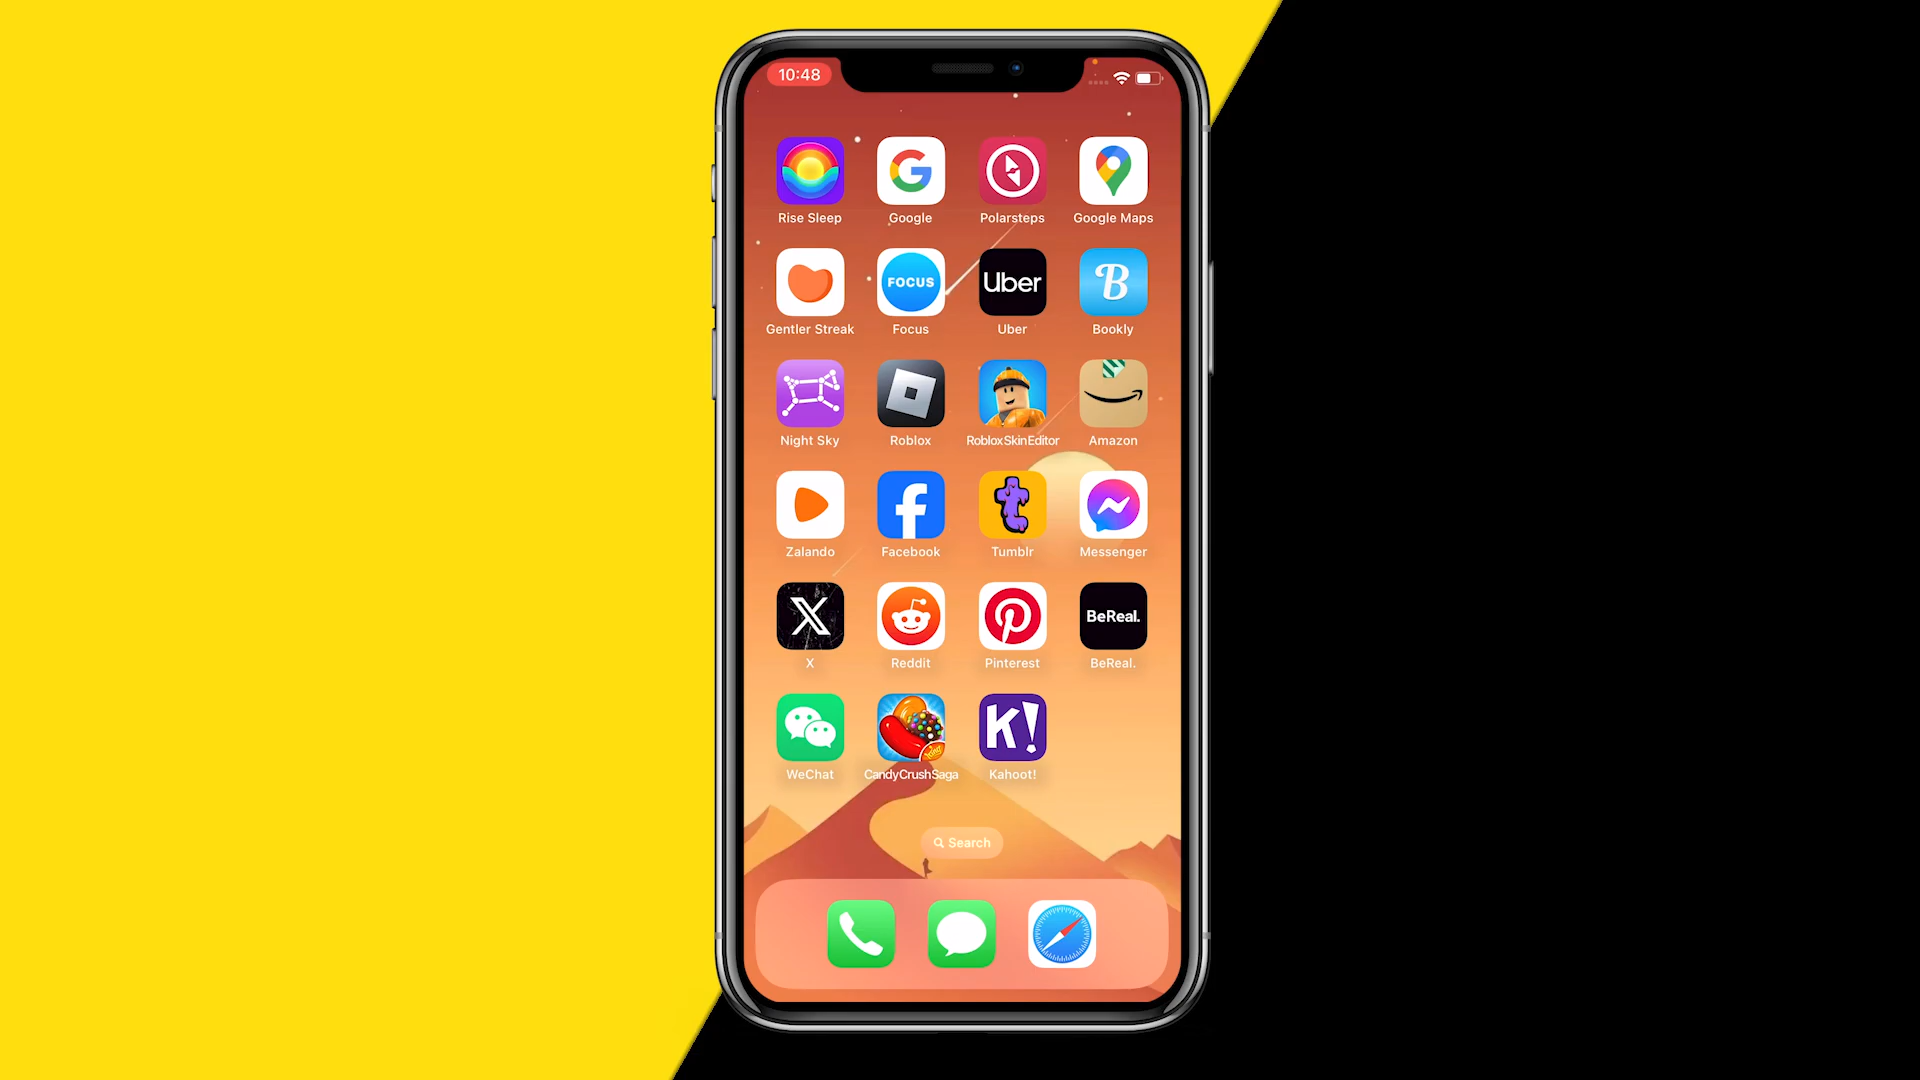 10:48
Rise Sleep
Google
Polarsteps
Google Maps
FOCUS
Uber
B
Gentler Streak
Focus
Uber
Bookly
Night Sky
Roblox
RobloxSkinEditor
Amazon
Zalando
Facebook
Tumblr
Messenger
BeReal.
X
Reddit
Pinterest
BeReal.
King
K!
WeChat
CandyCrushSaga
Kahoot!
Search